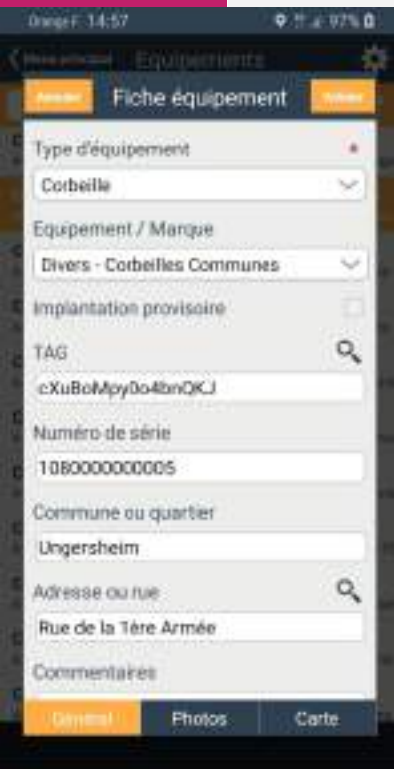 Orange F 14:57 97%
Equipements
Fiche équipement
Type d'équipement *
Corbeille
Equipement / Marque
Divers - Corbeilles Communes
Implantation provisoire
TAG
cXuBoMpy0o4bnQKJ
Numéro de série
1080000000005
Commune ou quartier
Ungersheim
Adresse ou rue
Rue de la 1ère Armée
Commentaires
Général Photos Carte